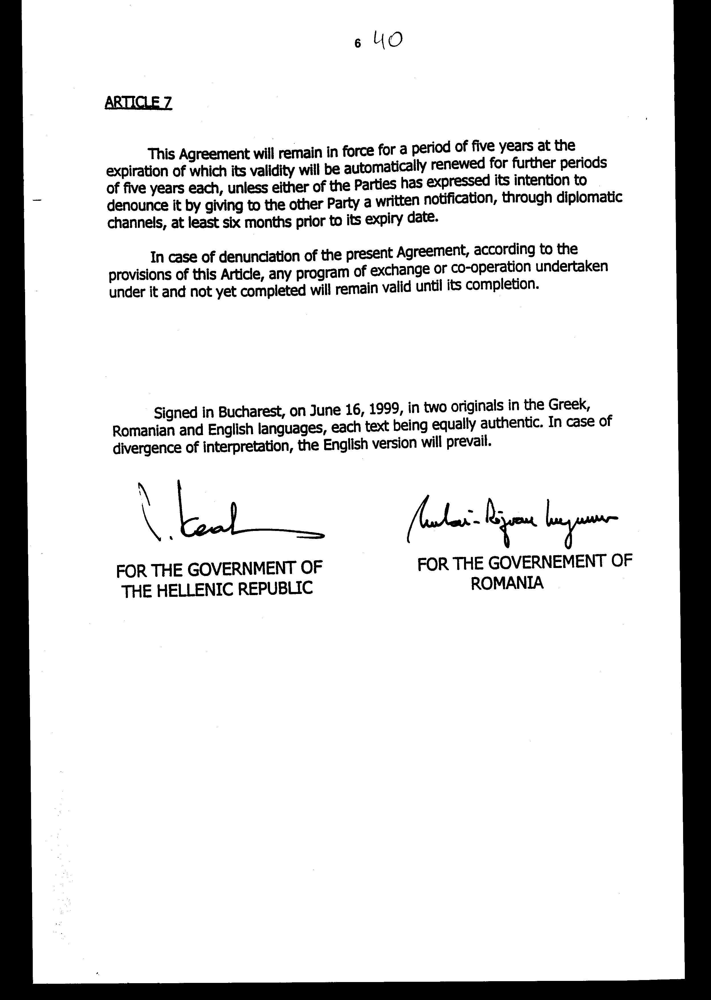 6 40
ARTICLE 7
This Agreement will remain in force for a period of five years at the
expiration of which its validity will be automatically renewed for further periods
of five years each, unless either of the Parties has expressed its intention to
denounce it by giving to the other Party a written notification, through diplomatic
channels, at least six months prior to its expiry date.
In case of denunciation of the present Agreement, according to the
provisions of this Article, any program of exchange or co-operation undertaken
under it and not yet completed will remain valid until its completion.
Signed in Bucharest, on June 16, 1999, in two originals in the Greek,
Romanian and English languages, each text being equally authentic. In case of
divergence of interpretation, the English version will prevail.
FOR THE GOVERNMENT OF
THE HELLENIC REPUBLIC
FOR THE GOVERNEMENT OF
ROMANIA